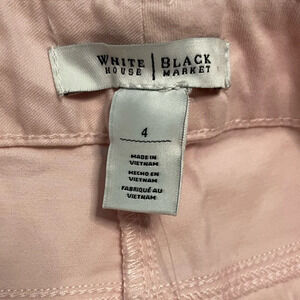 WHITE | BLACK
HOUSE | MARKET
4
MADE IN
VIETNAM
HECHO EN
VIETNAM
FABRIQUÉ AU
VIETNAM